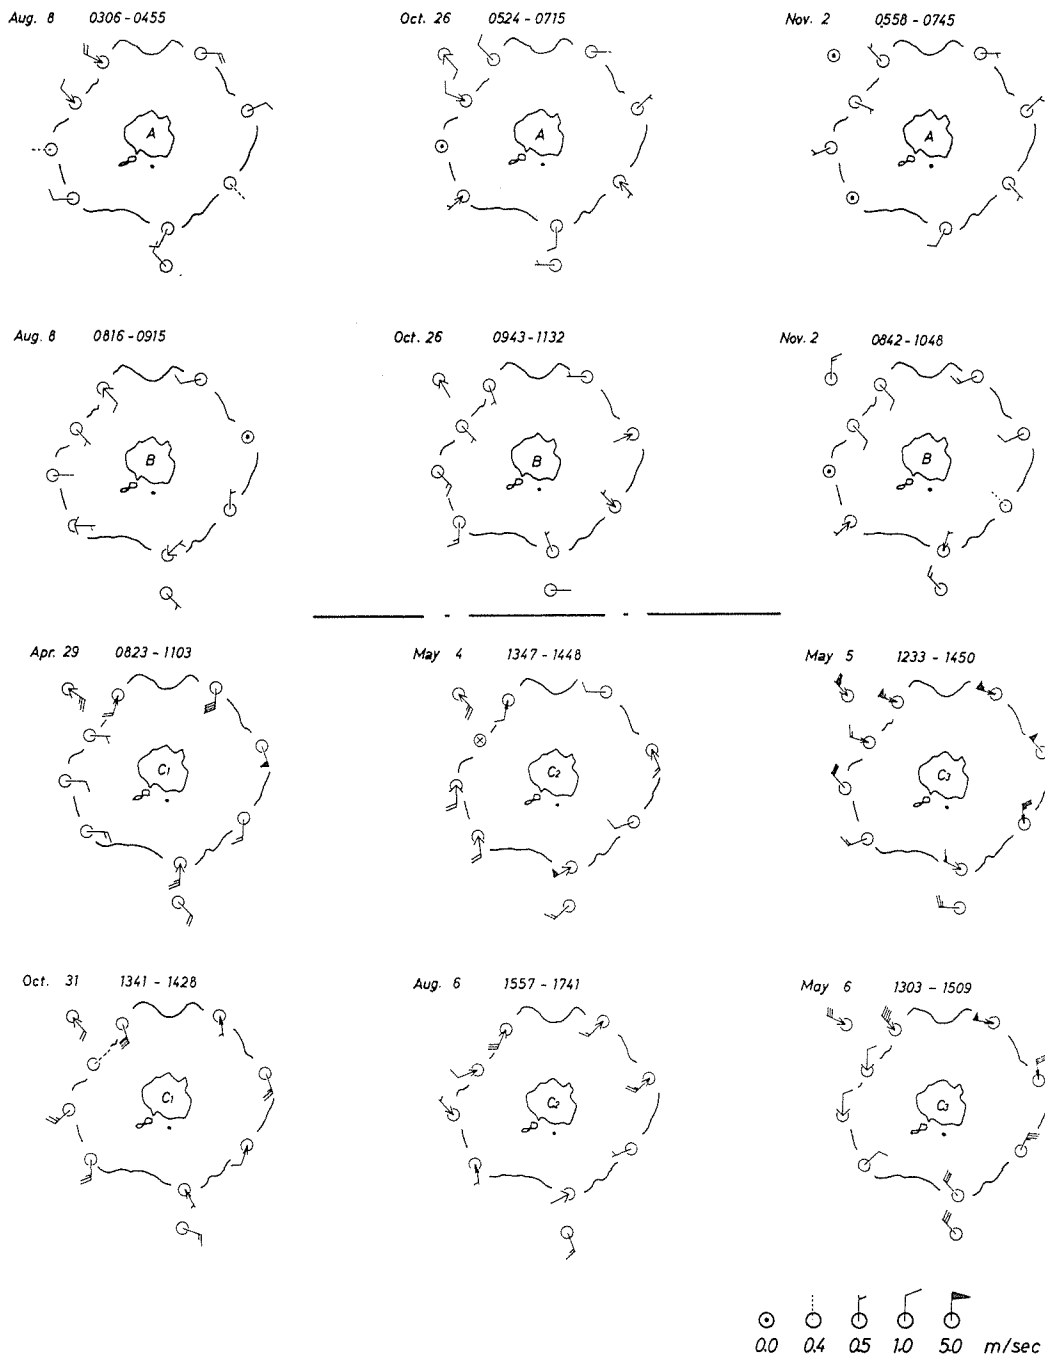 Aug. 8 0306 - 0455 Oct. 26 0524 - 0715 Nov. 2 0558 - 0745
A A A
Aug. 8 0816 - 0915 Oct. 26 0943 - 1132 Nov. 2 0842 - 1048
B B B
Apr. 29 0823 - 1103 May 4 1347 - 1448 May 5 1233 - 1450
C1 C2 C3
Oct. 31 1341 - 1428 Aug. 6 1557 - 1741 May 6 1303 - 1509
C1 C2 C3
0.0 0.4 0.5 1.0 5.0 m/sec